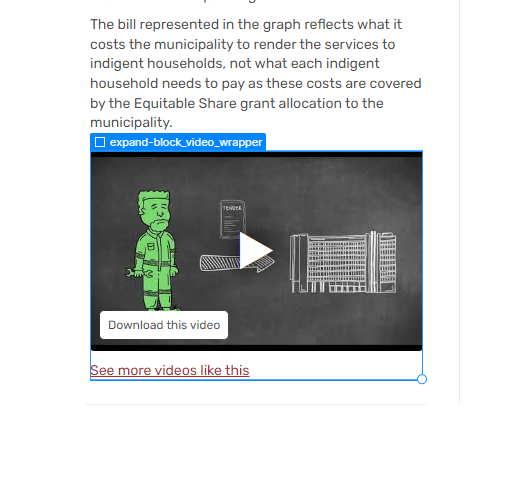 The bill represented in the graph reflects what it
costs the municipality to render the services to
indigent households, not what each indigent
household needs to pay as these costs are covered
by the Equitable Share grant allocation to the
municipality.
expand-block_video_wrapper
TENDER
Download this video
See more videos like this